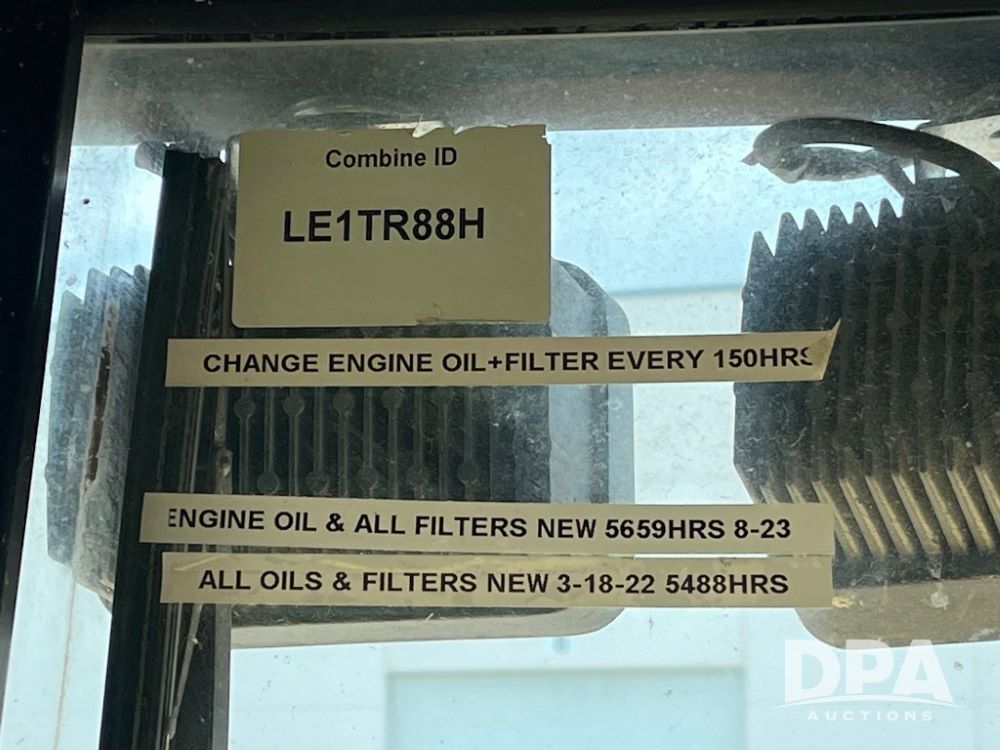 Combine ID
LE1TR88H
CHANGE ENGINE OIL+FILTER EVERY 150HRS
ENGINE OIL & ALL FILTERS NEW 5659HRS 8-23
ALL OILS & FILTERS NEW 3-18-22 5488HRS
DPA
AUCTIONS